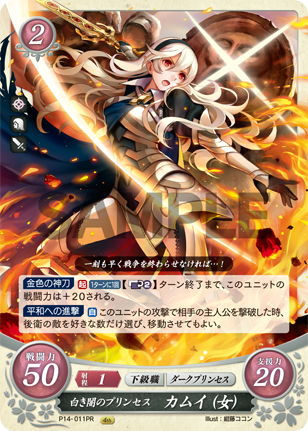 2
SAMPLE
一刻も早く戦争を終わらせなければ…!
金色の神刀 起 1ターンに1回 【2】ターン終了まで、このユニットの
戦闘力は+20される。
平和への進撃 自 このユニットの攻撃で相手の主人公を撃破した時、
後衛の敵を好きな数だけ選び、移動させてもよい。
戦闘力 50
射程 1 下級職 ダークプリンセス
支援力 20
白き闇のプリンセス カムイ(女)
P14-011PR 4th Illust:姐藤ココン